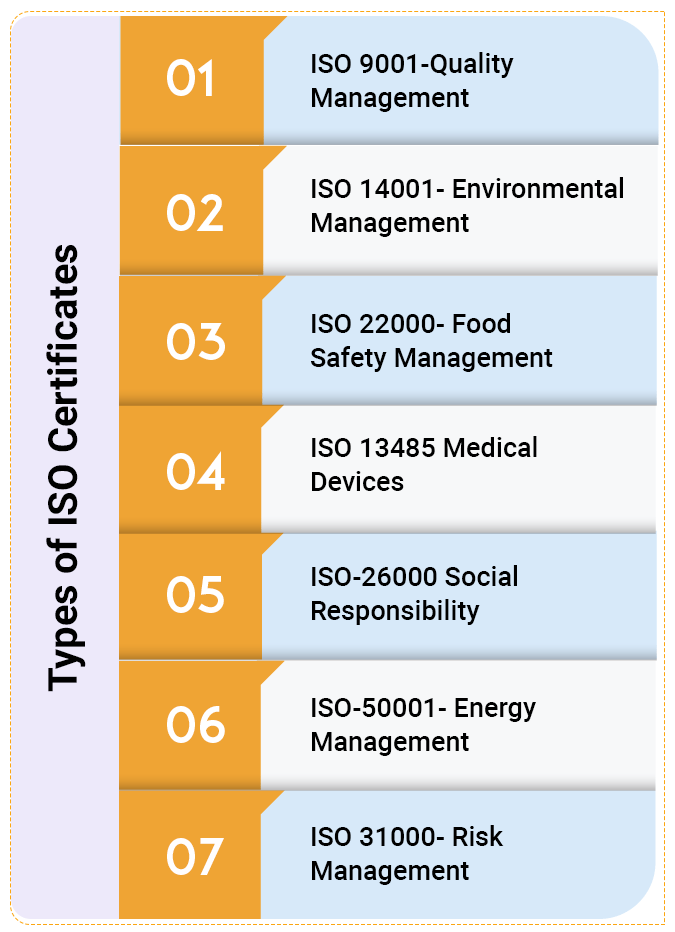 Types of ISO Certificates
01
ISO 9001-Quality
Management
02
ISO 14001- Environmental
Management
03
ISO 22000- Food
Safety Management
04
ISO 13485 Medical
Devices
05
ISO-26000 Social
Responsibility
06
ISO-50001- Energy
Management
07
ISO 31000- Risk
Management